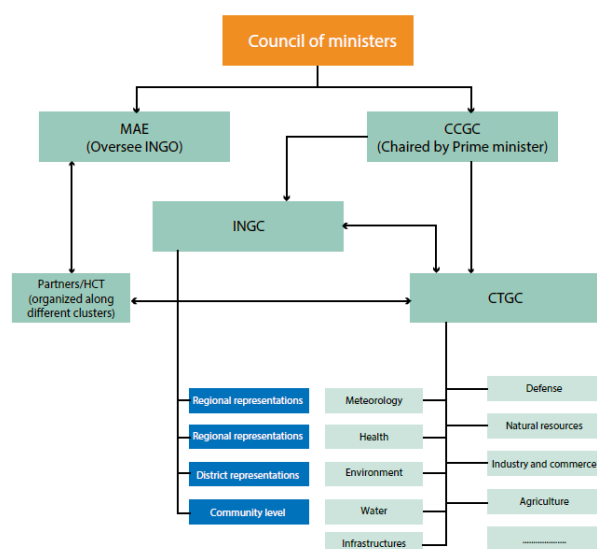 Council of ministers
MAE
(Oversee INGO)
CCGC
(Chaired by Prime minister)
INGC
Partners/HCT
(organized along
different clusters)
CTGC
Regional representations
Regional representations
District representations
Community level
Meteorology
Health
Environment
Water
Infrastructures
Defense
Natural resources
Industry and commerce
Agriculture
....................